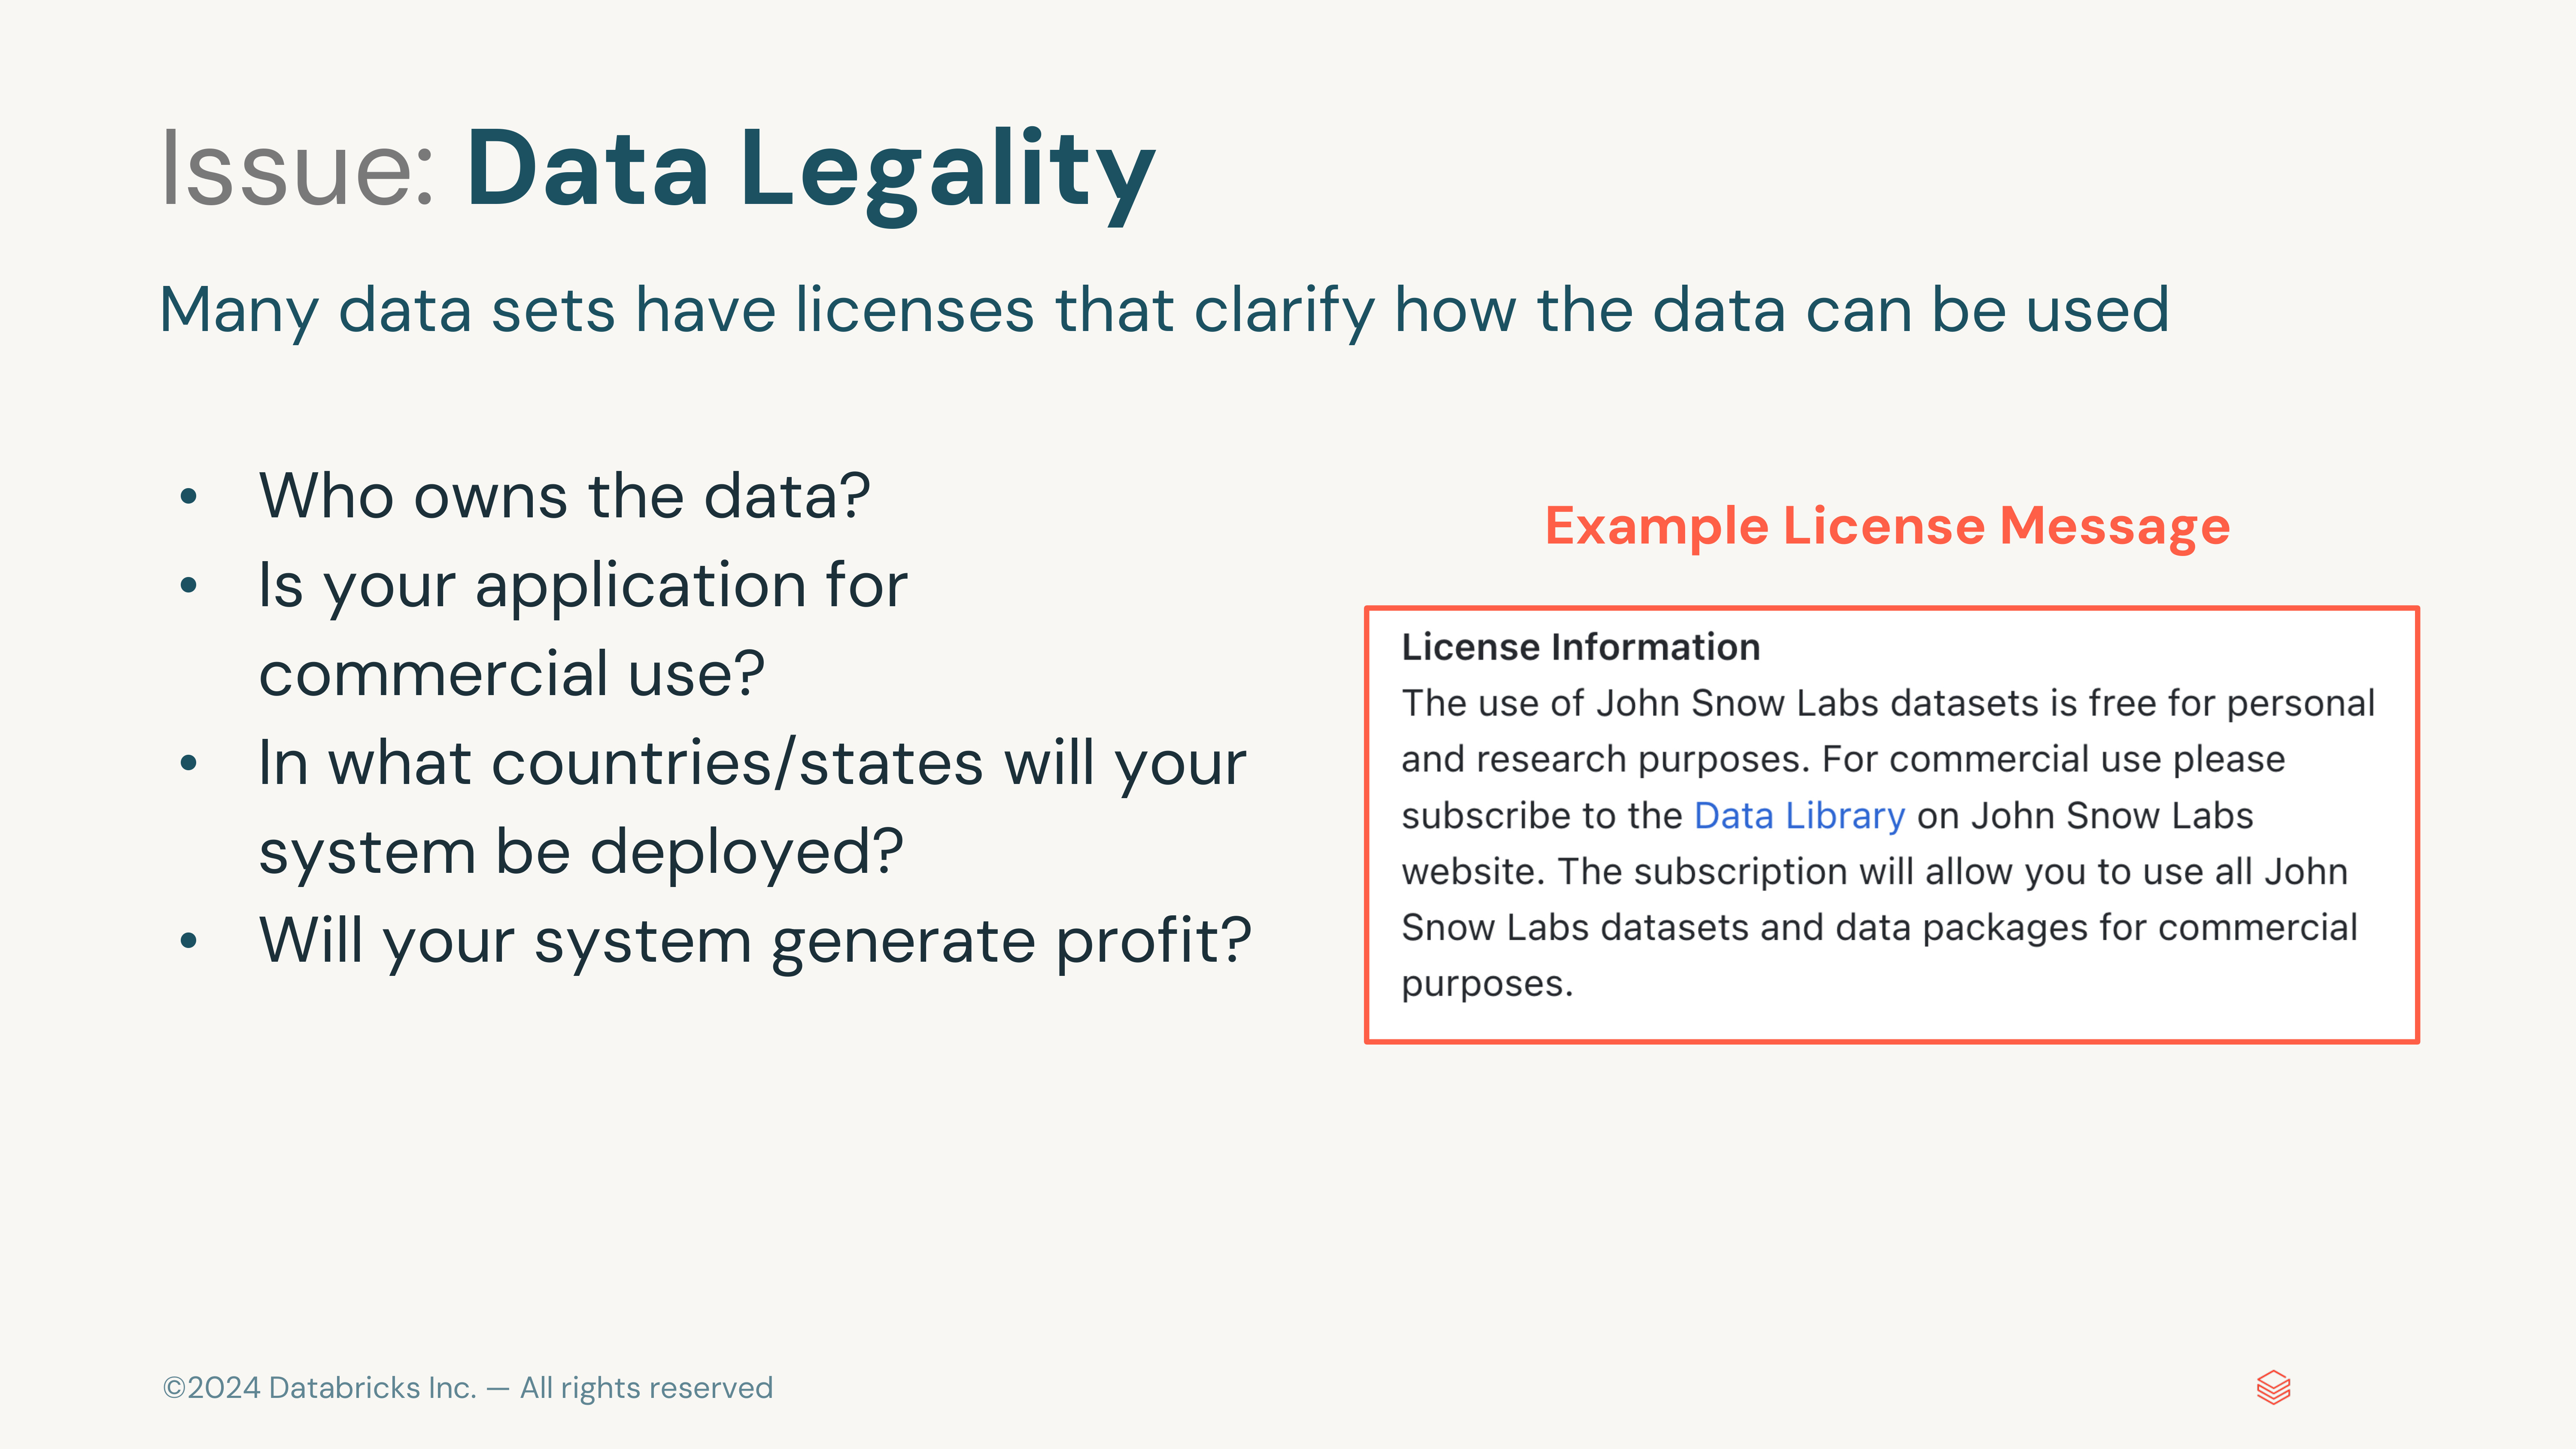 Issue: Data Legality
Many data sets have licenses that clarify how the data can be used
• Who owns the data?
• Is your application for
commercial use?
• In what countries/states will your
system be deployed?
• Will your system generate profit?
Example License Message
License Information
The use of John Snow Labs datasets is free for personal
and research purposes. For commercial use please
subscribe to the Data Library on John Snow Labs
website. The subscription will allow you to use all John
Snow Labs datasets and data packages for commercial
purposes.
©2024 Databricks Inc. — All rights reserved